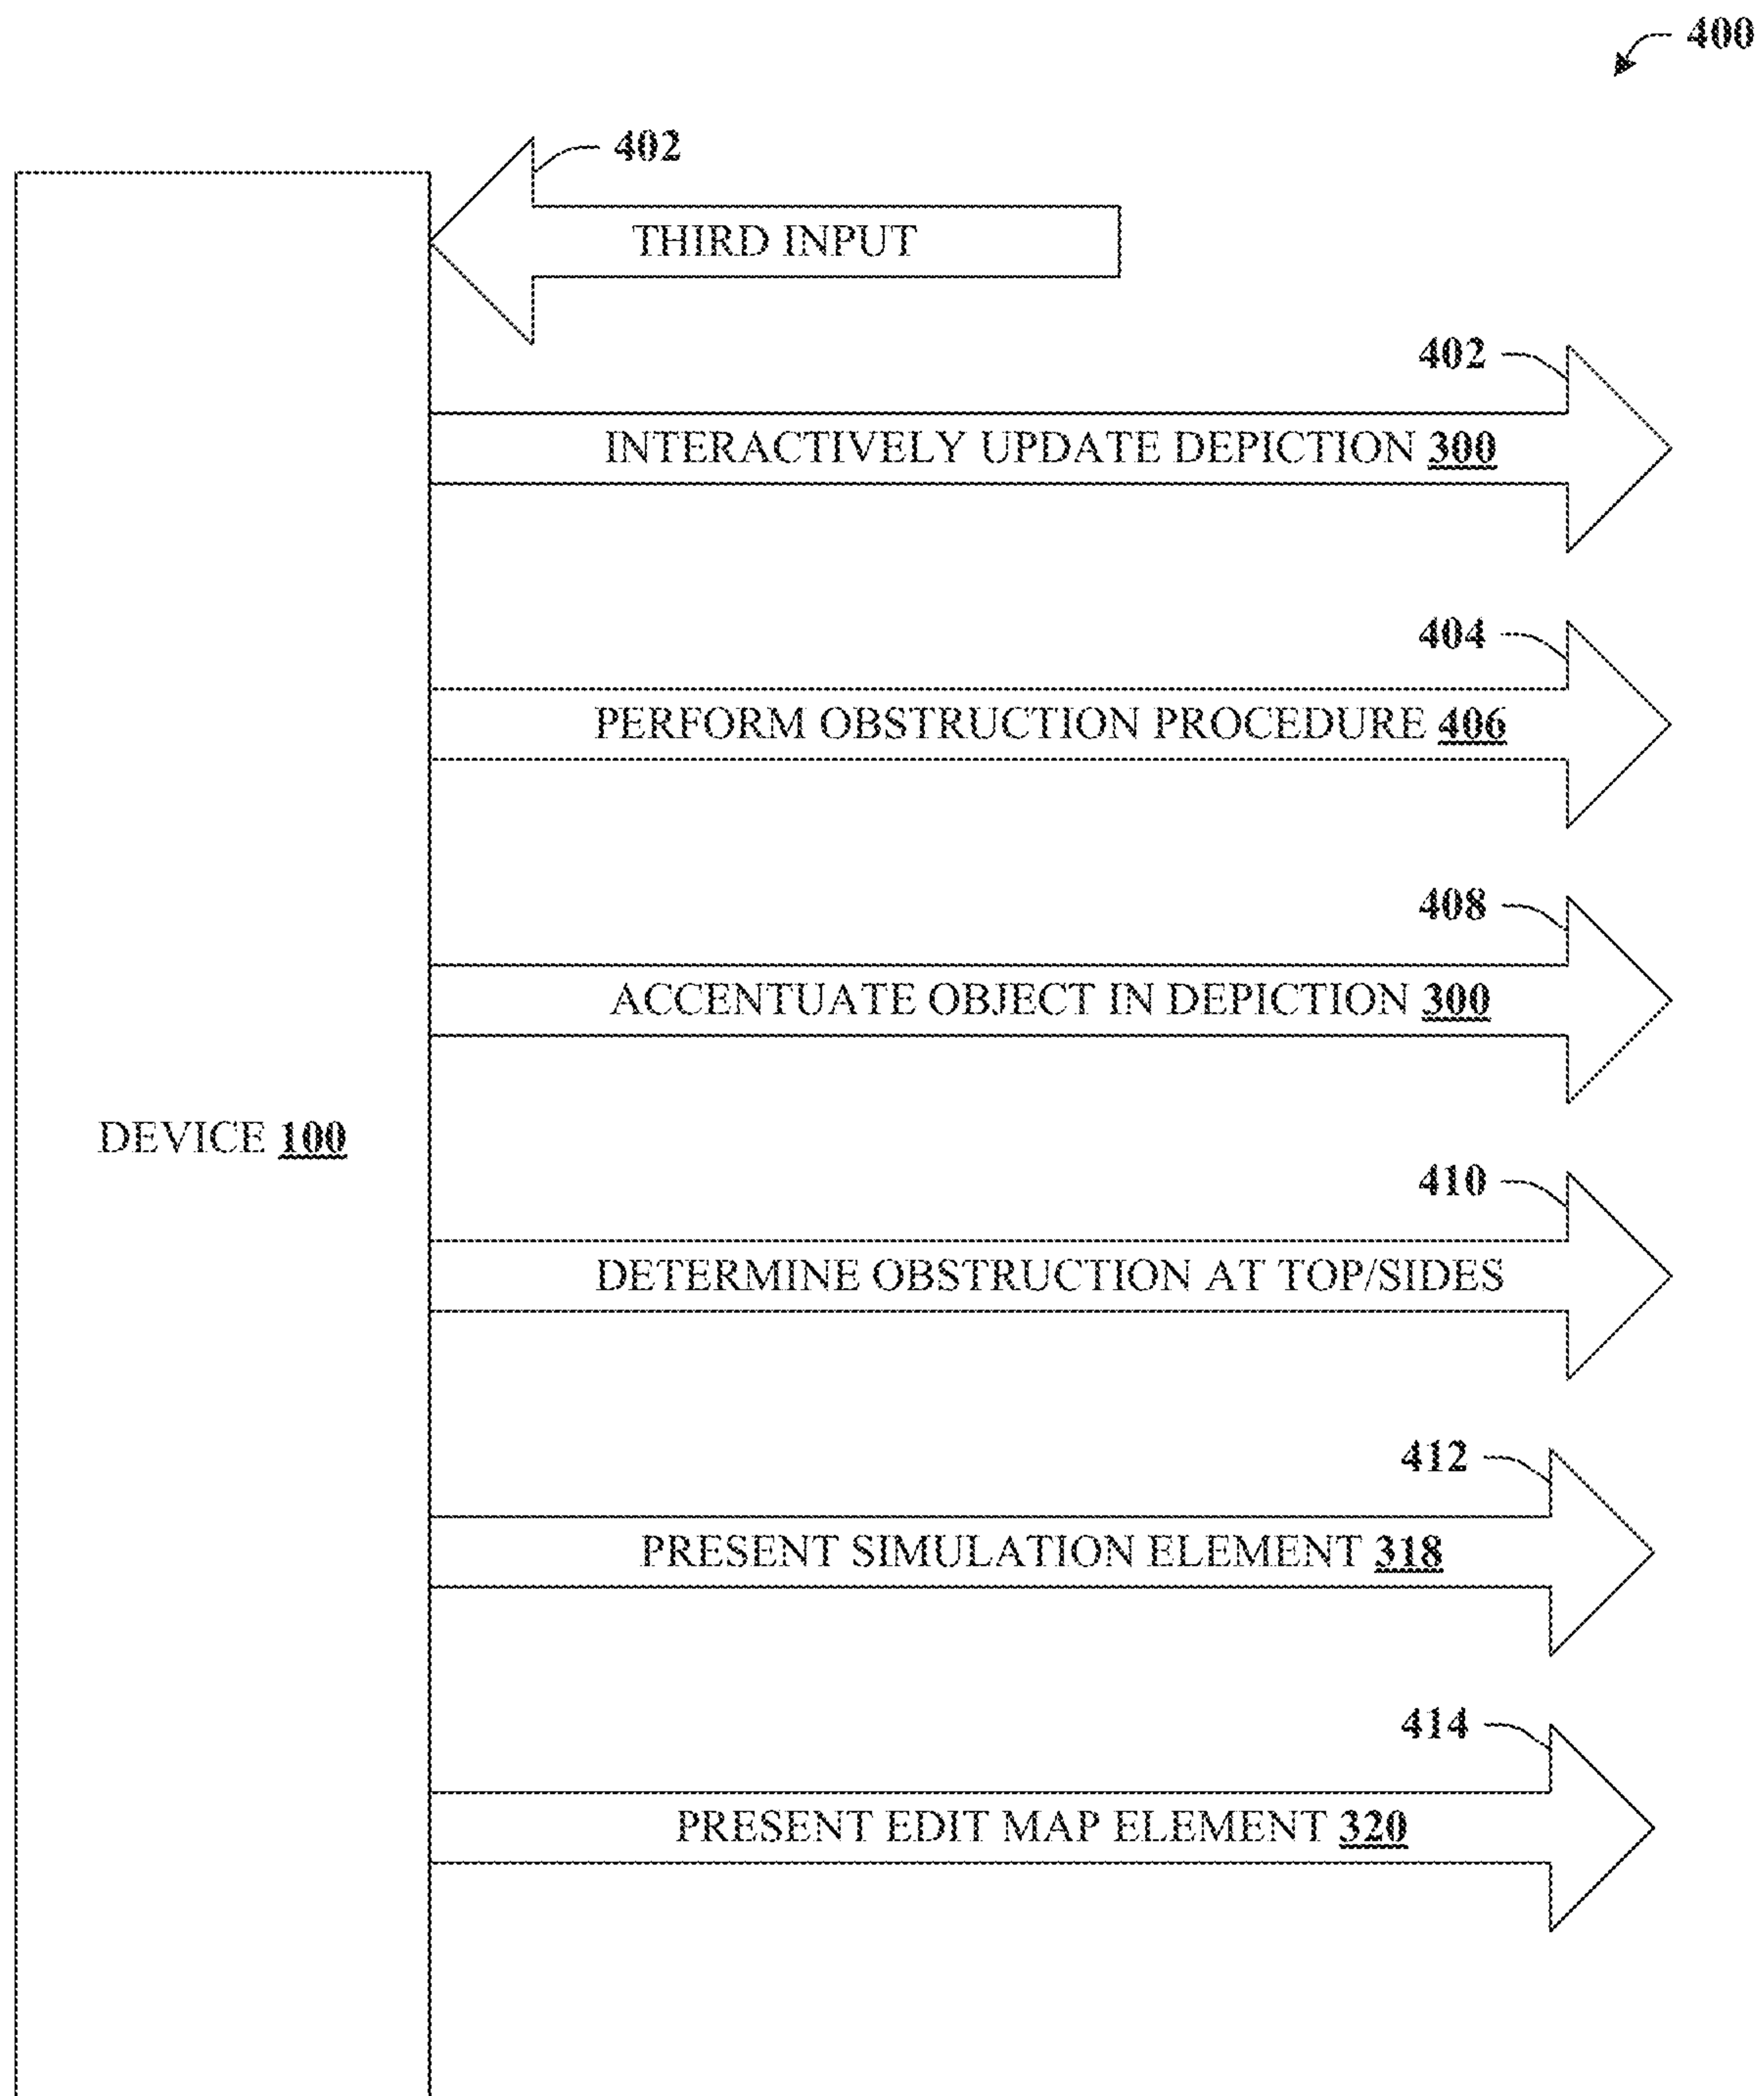 400
402
THIRD INPUT
402
INTERACTIVELY UPDATE DEPICTION 300
404
PERFORM OBSTRUCTION PROCEDURE 406
408
ACCENTUATE OBJECT IN DEPICTION 300
DEVICE 100
410
DETERMINE OBSTRUCTION AT TOP/SIDES
412
PRESENT SIMULATION ELEMENT 318
414
PRESENT EDIT MAP ELEMENT 320